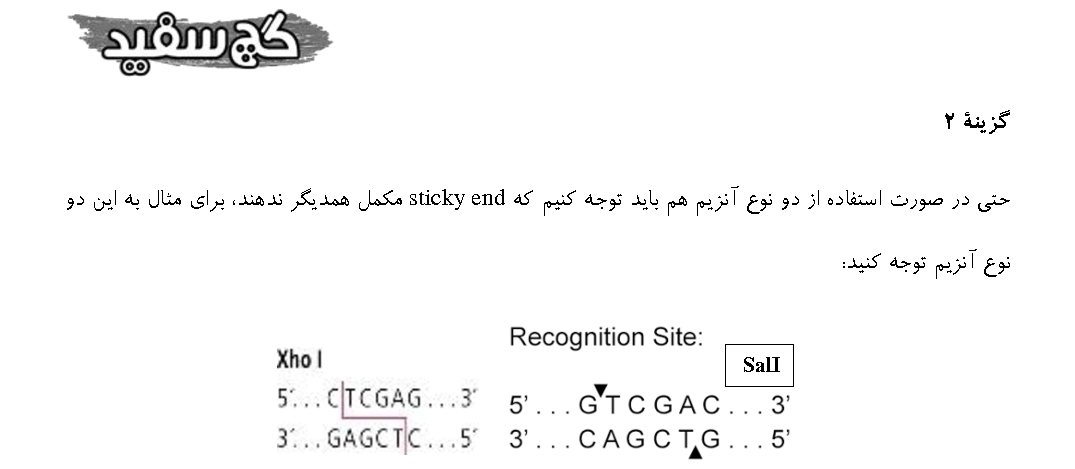 گچ سفید
گزینهٔ ۲
حتی در صورت استفاده از دو نوع آنزیم هم باید توجه کنیم که sticky end مکمل همدیگر ندهند، برای مثال به این دو
نوع آنزیم توجه کنید:
Recognition Site:
SalI
Xho I
5´...CTCGAG...3´
3´...GAGCTC...5´
5’...GTCGAC...3’
3’...CAGCTG...5’